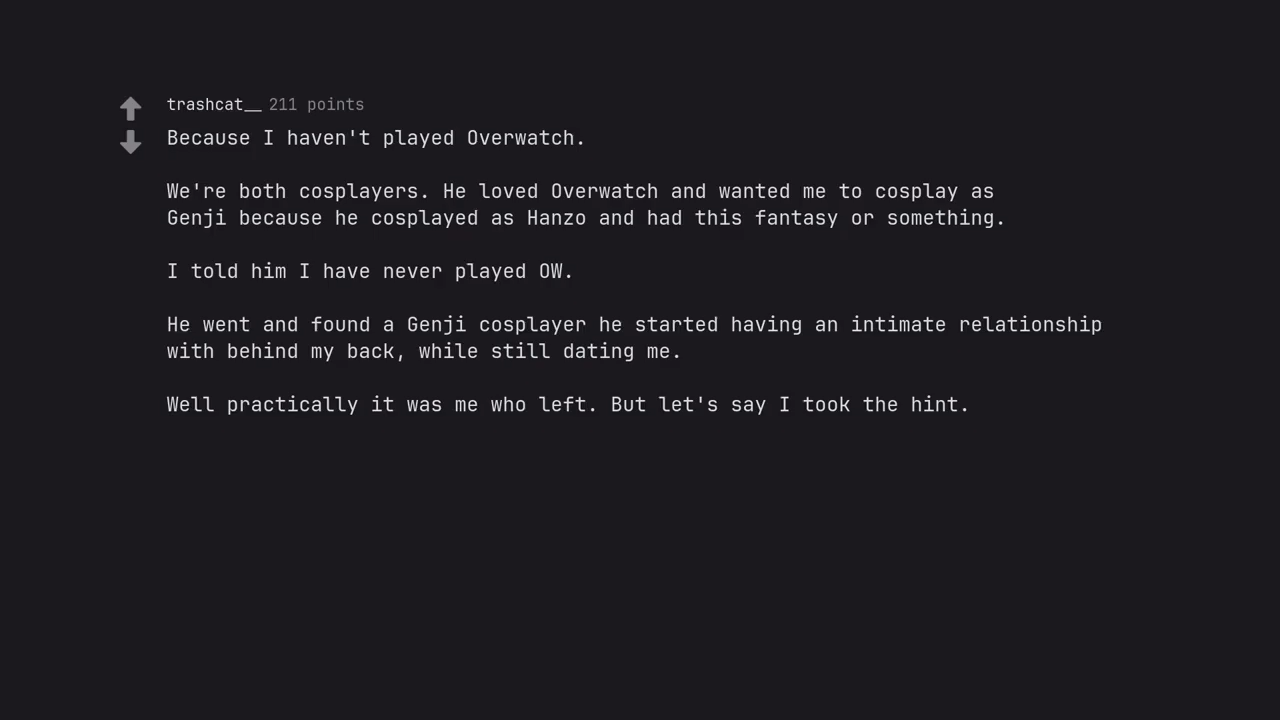 trashcat__ 211 points
Because I haven't played Overwatch.
We're both cosplayers. He loved Overwatch and wanted me to cosplay as
Genji because he cosplayed as Hanzo and had this fantasy or something.
I told him I have never played OW.
He went and found a Genji cosplayer he started having an intimate relationship
with behind my back, while still dating me.
Well practically it was me who left. But let's say I took the hint.